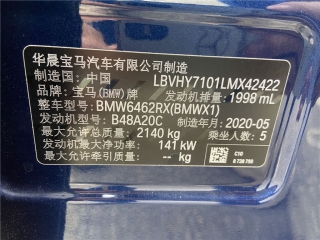 华晨宝马汽车有限公司制造
制造国：中国 LBVHY7101LMX42422
品牌：宝马(BMW)牌 发动机排量：1998 mL
整车型号：BMW6462RX(BMWX1)
发动机型号：B48A20C 制造年月：2020-05
最大允许总质量：2140 kg 乘坐人数：5
发动机最大净功率：141 kW
最大允许牵引质量：-- kg